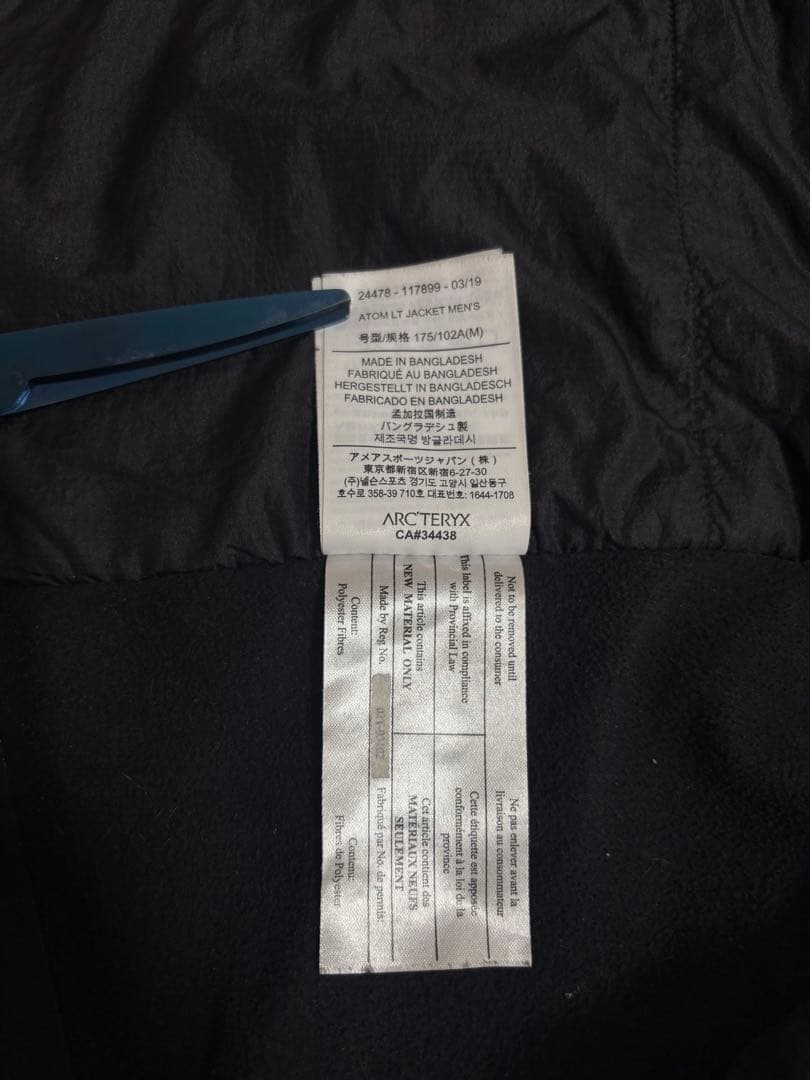 24478 - 117899 - 03/19
ATOM LT JACKET MEN'S
号型/规格 175/102A(M)
MADE IN BANGLADESH
FABRIQUÉ AU BANGLADESH
HERGESTELLT IN BANGLADESCH
FABRICADO EN BANGLADESH
孟加拉国制造
バングラデシュ製
제조국명 방글라데시
アメアスポーツジャパン (株)
東京都新宿区新宿6-27-30
(주)넬슨스포츠 경기도 고양시 일산동구
호수로 358-39 710호 대표번호: 1644-1708
ARC'TERYX
CA#34438
Not to be removed until
delivered to the consumer
This label is affixed in compliance
with Provincial Law
This article contains
NEW MATERIAL ONLY
Made by Reg No.
Content:
Polyester Fibres
Ne pas enlever avant la
livraison au consommateur
Cette étiquette est apposée
conformément à la loi de la
province
Cet article contient des
MATÉRIAUX NEUFS
SEULEMENT
Fabriqué par No. de permis:
Contenu:
Fibres de Polyester